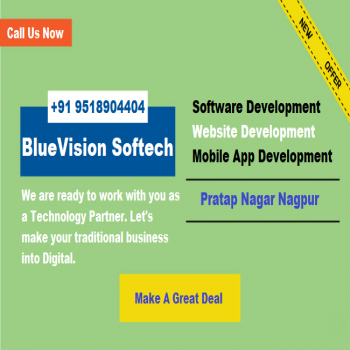 Call Us Now
NEW
OFFER
+91 9518904404
BlueVision Softech
Software Development
Website Development
Mobile App Development
We are ready to work with you as
a Technology Partner. Let's
make your traditional business
into Digital.
Pratap Nagar Nagpur
Make A Great Deal